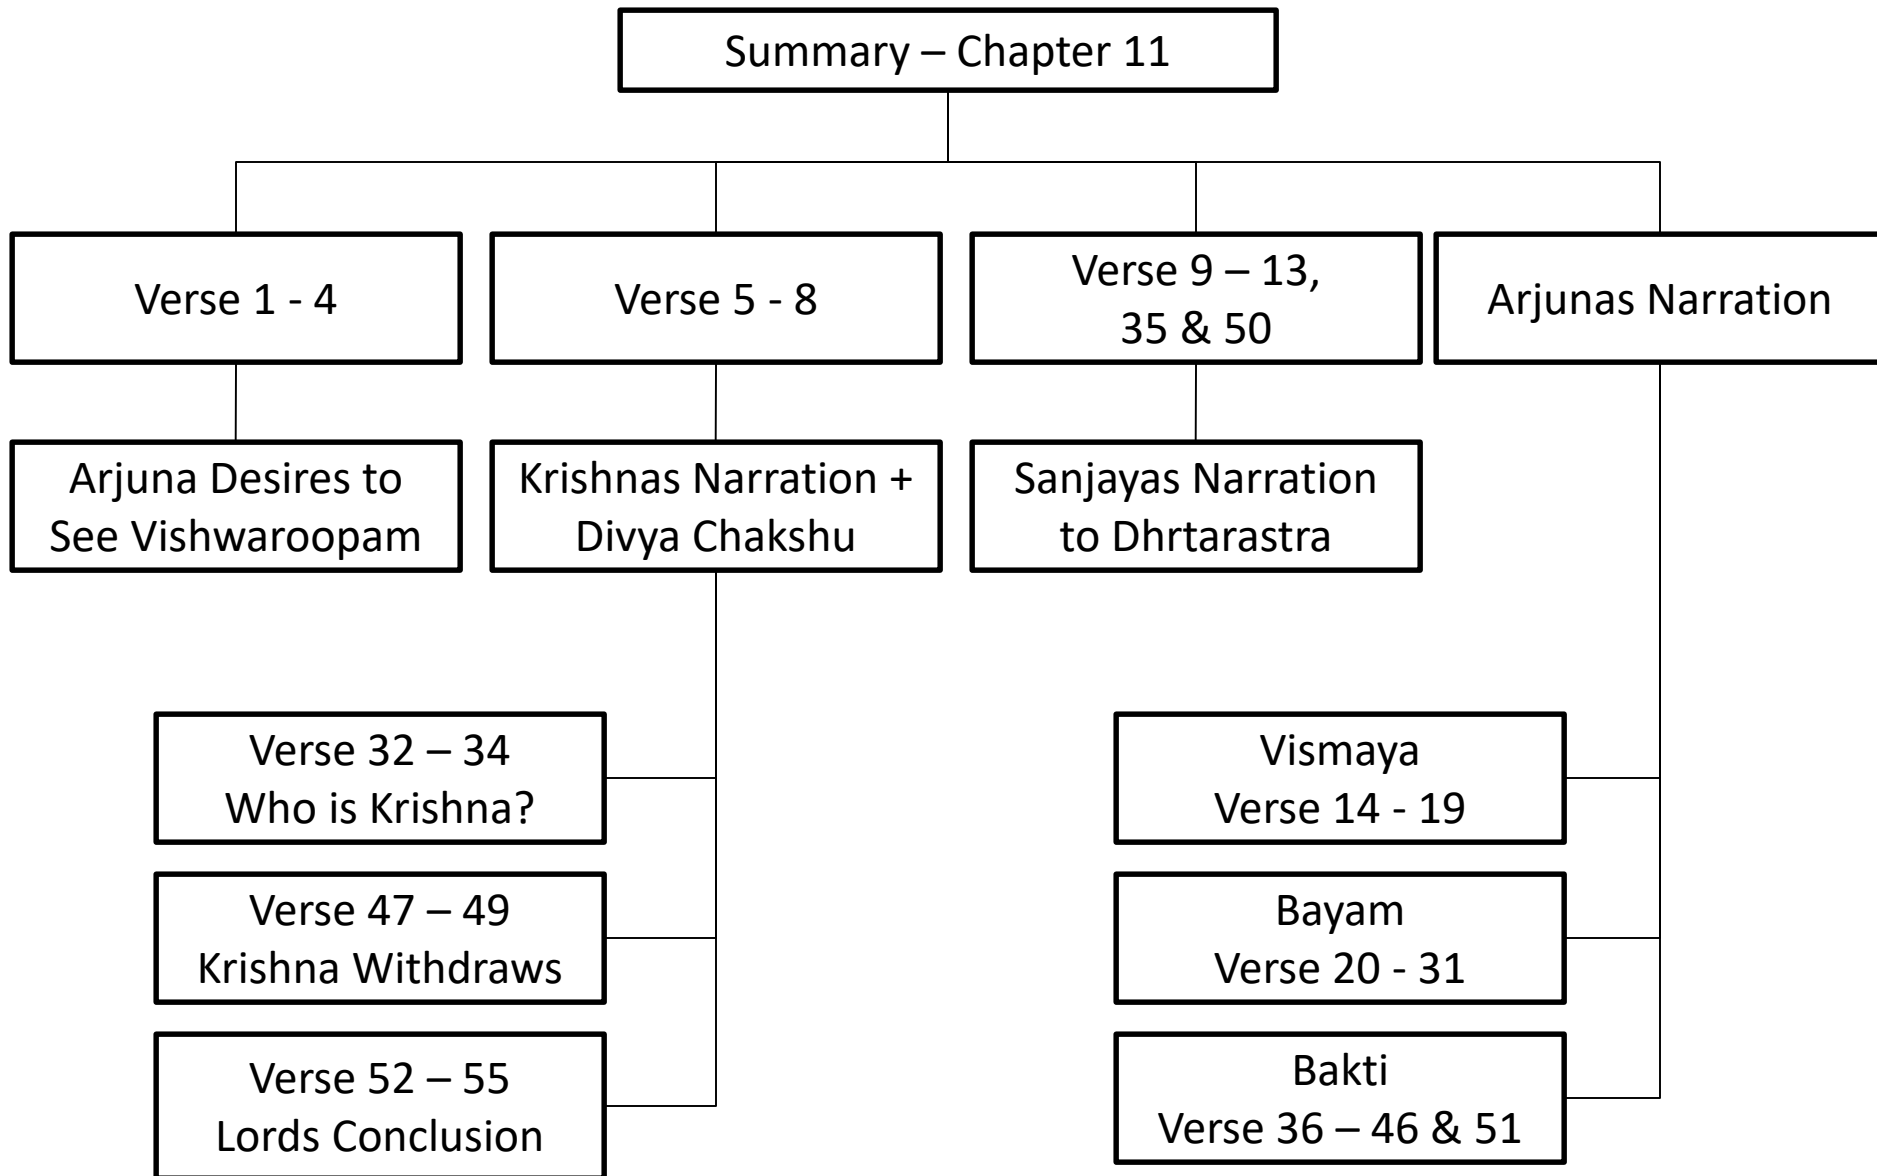 Summary – Chapter 11
Verse 1 - 4
Verse 5 - 8
Verse 9 – 13,
35 & 50
Arjunas Narration
Arjuna Desires to
See Vishwaroopam
Krishnas Narration +
Divya Chakshu
Sanjayas Narration
to Dhrtarastra
Verse 32 – 34
Who is Krishna?
Verse 47 – 49
Krishna Withdraws
Verse 52 – 55
Lords Conclusion
Vismaya
Verse 14 - 19
Bayam
Verse 20 - 31
Bakti
Verse 36 – 46 & 51